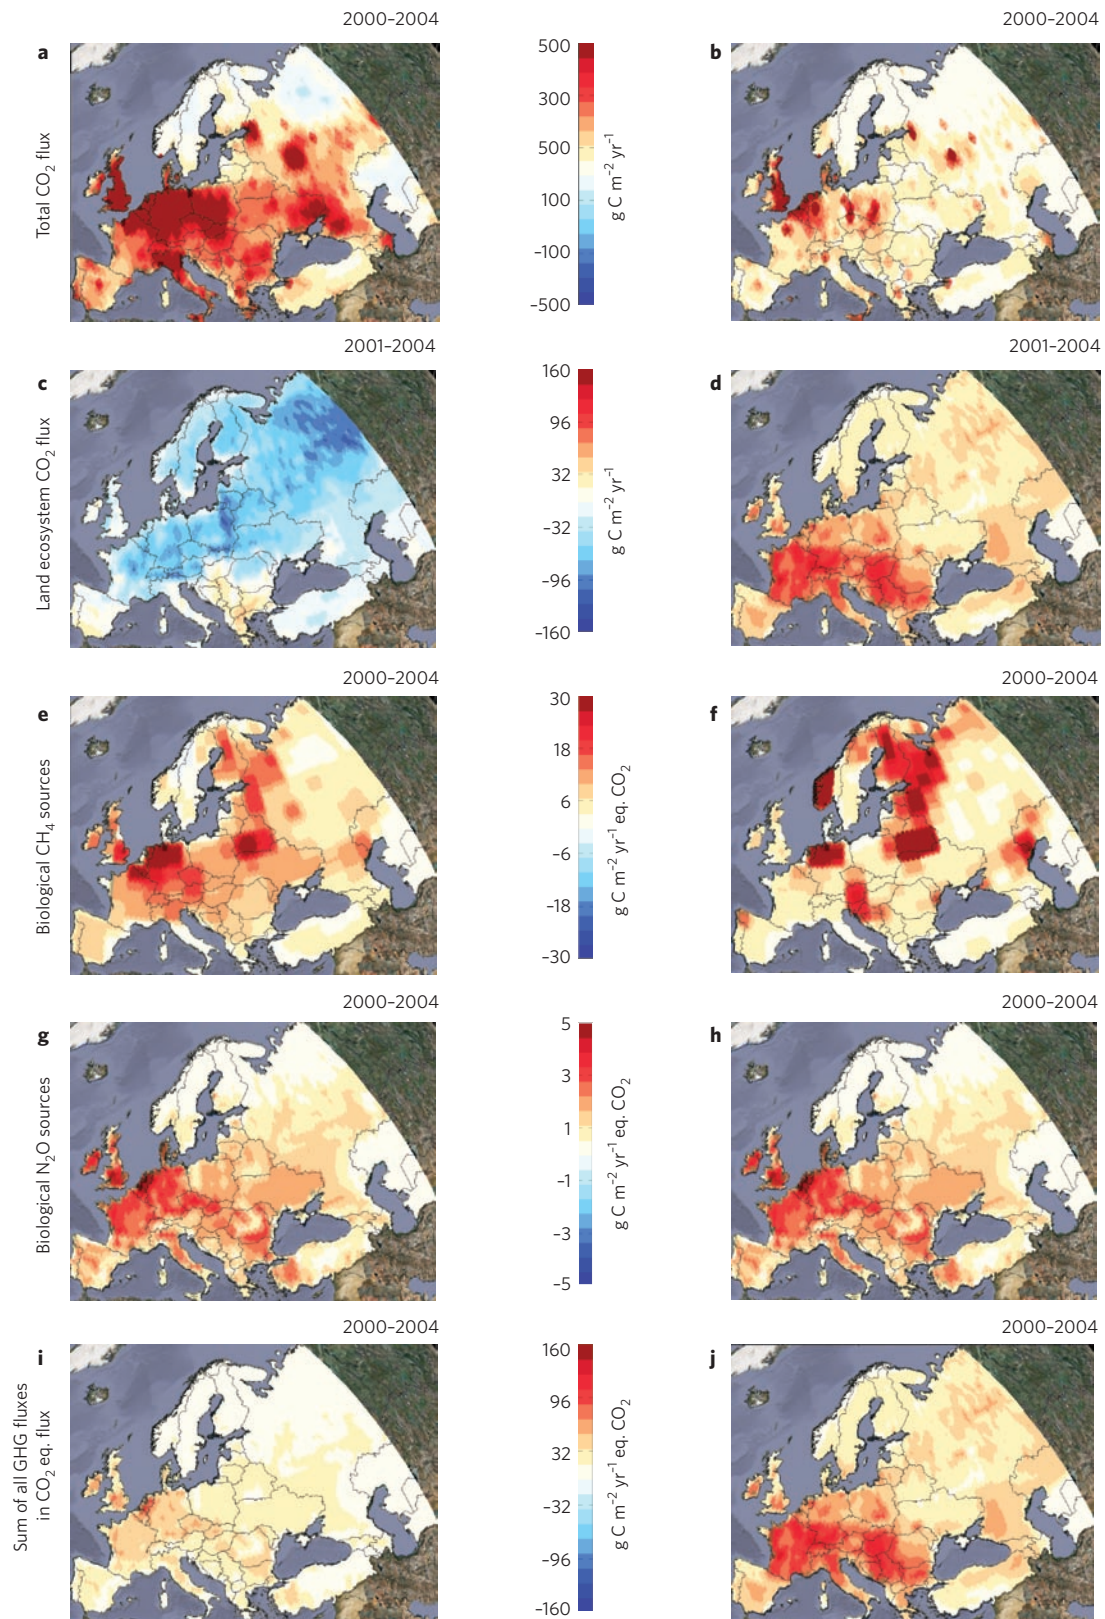 2000–2004
2000–2004
a
b
Total CO₂ flux
500
300
500
100
-100
-500
g C m⁻² yr⁻¹
2001–2004
2001–2004
c
d
Land ecosystem CO₂ flux
160
96
32
-32
-96
-160
g C m⁻² yr⁻¹
2000–2004
2000–2004
e
f
Biological CH₄ sources
30
18
6
-6
-18
-30
g C m⁻² yr⁻¹ eq. CO₂
2000–2004
2000–2004
g
h
Biological N₂O sources
5
3
1
-1
-3
-5
g C m⁻² yr⁻¹ eq. CO₂
2000–2004
2000–2004
i
j
Sum of all GHG fluxes
in CO₂ eq. flux
160
96
32
-32
-96
-160
g C m⁻² yr⁻¹ eq. CO₂